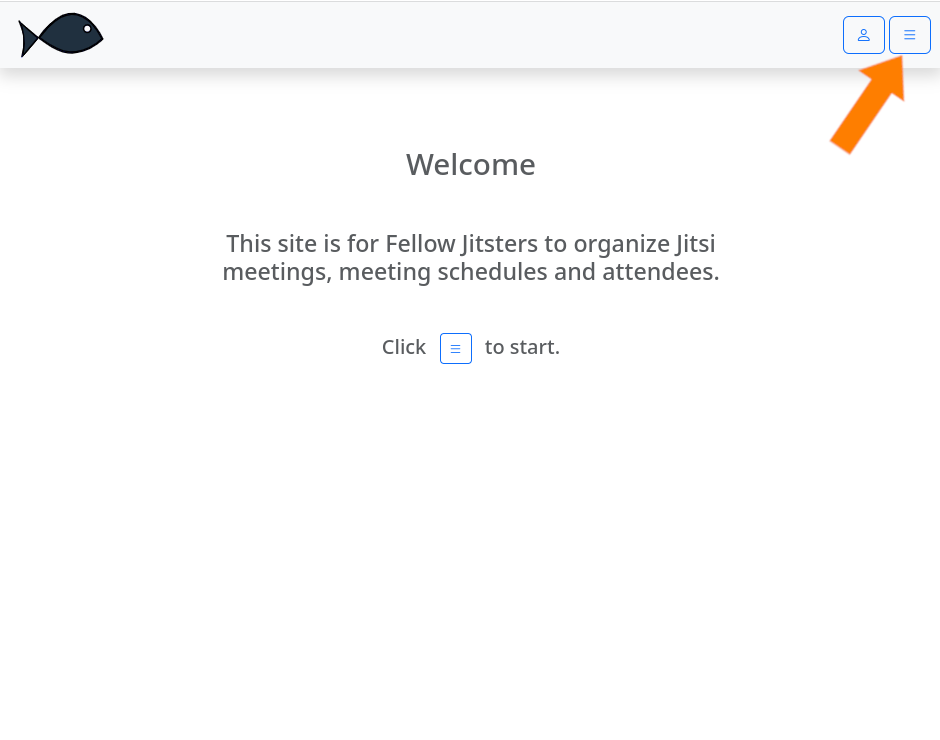 Welcome
This site is for Fellow Jitsters to organize Jitsi
meetings, meeting schedules and attendees.
Click to start.